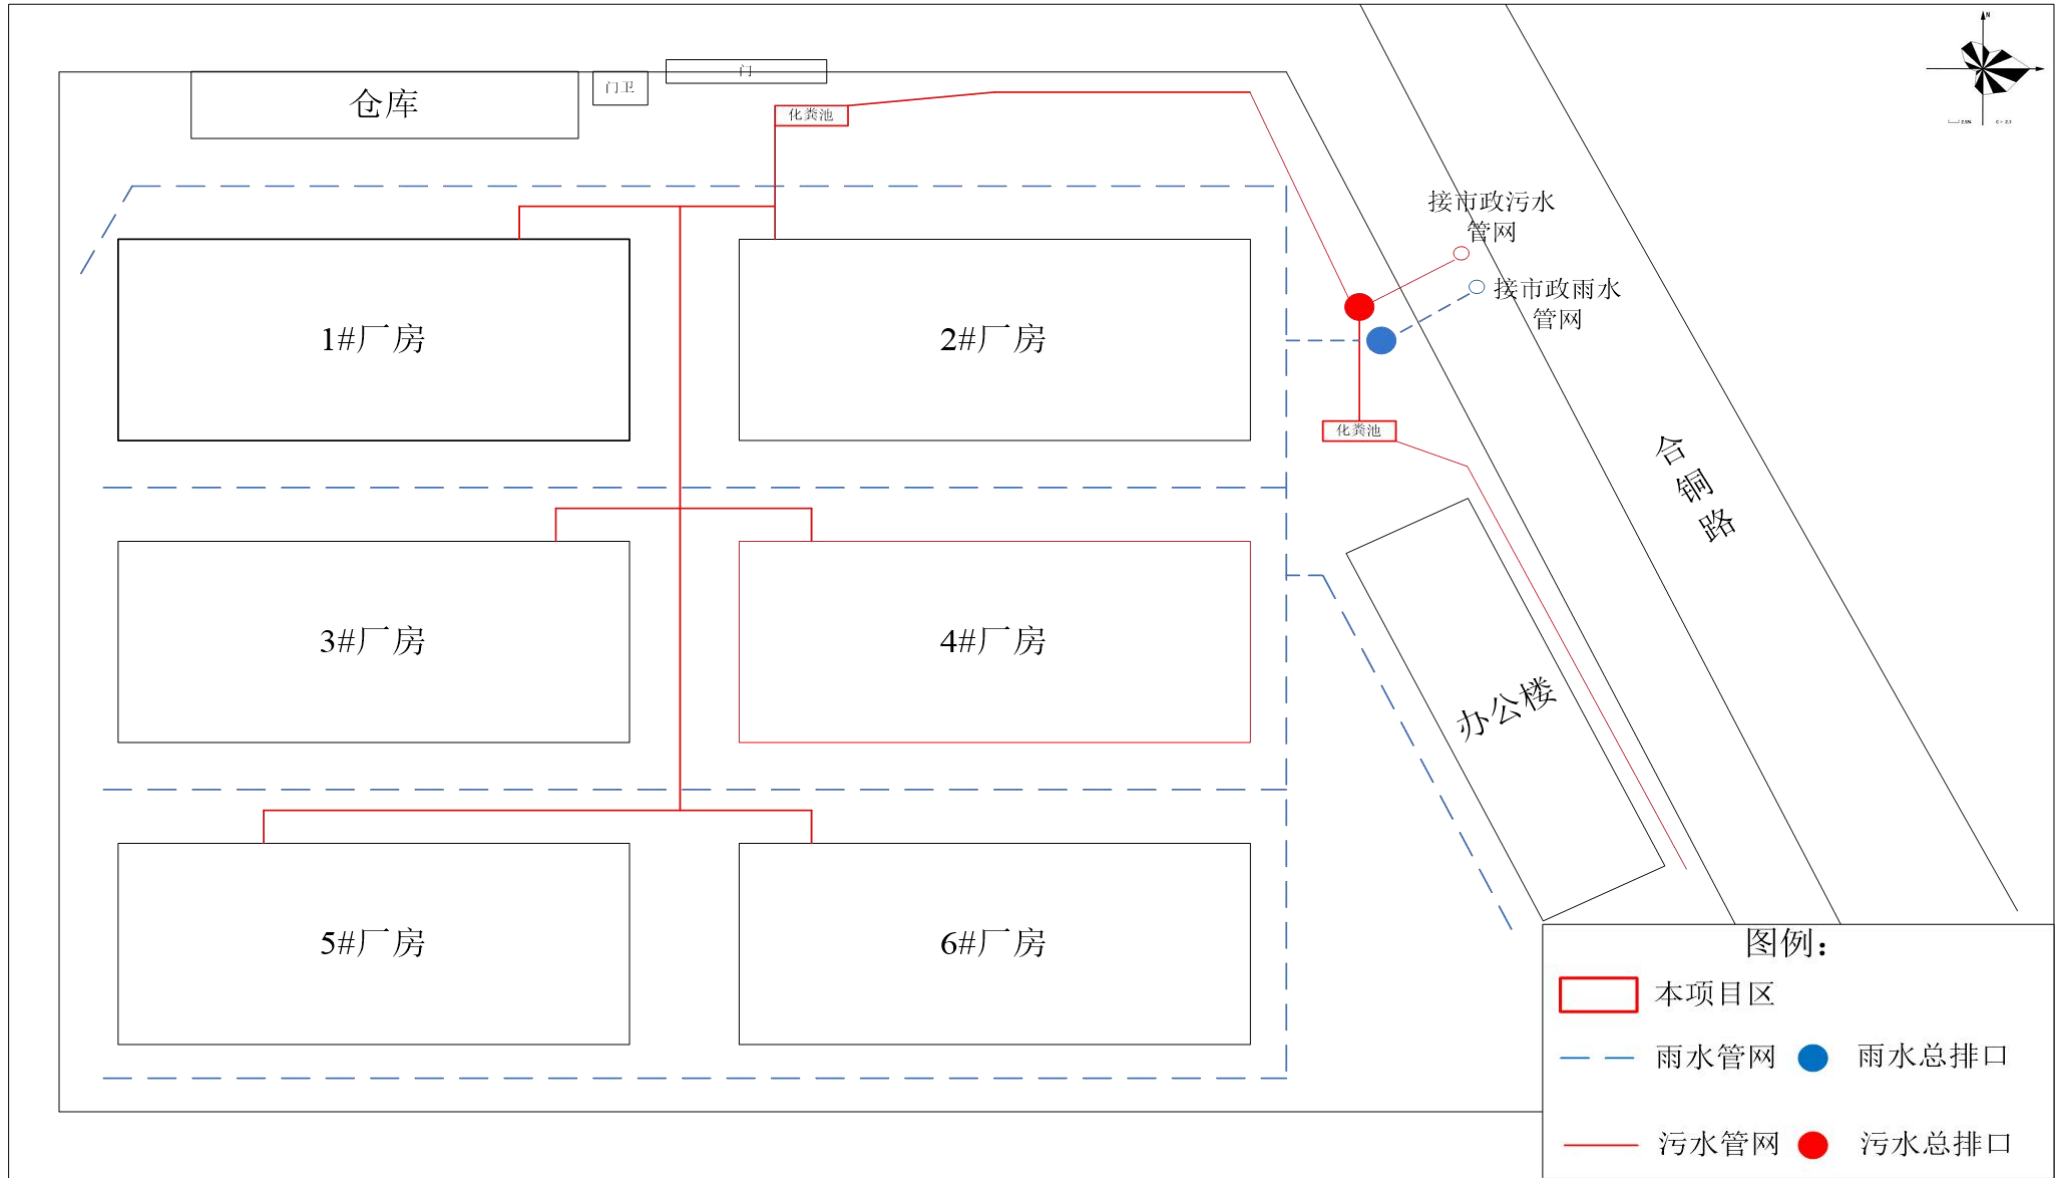 N
门
仓库
门卫
化粪池
接市政污水
管网
接市政雨水
管网
1#厂房
2#厂房
化粪池
合铜路
3#厂房
4#厂房
办公楼
5#厂房
6#厂房
图例：
本项目区
雨水管网
雨水总排口
污水管网
污水总排口